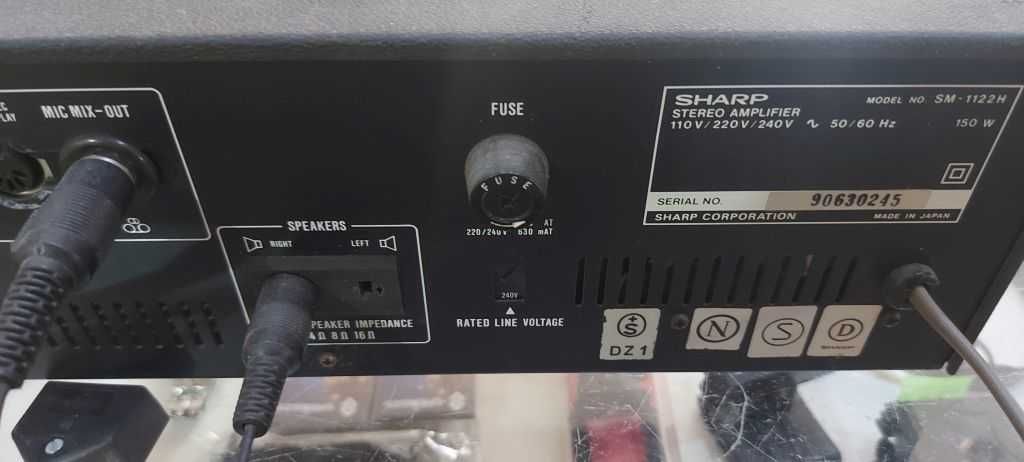 MIC MIX-OUT
SPEAKERS
RIGHT LEFT
SPEAKER IMPEDANCE
4Ω 8Ω 16Ω
FUSE
FUSE
AT
220/240V 630 mAT
240V
RATED LINE VOLTAGE
SHARP MODEL NO. SM-1122H
STEREO AMPLIFIER
110V/220V/240V ∿ 50/60 Hz 150 W
SERIAL NO. 90630245
SHARP CORPORATION MADE IN JAPAN
S
DZ1
N
S
D